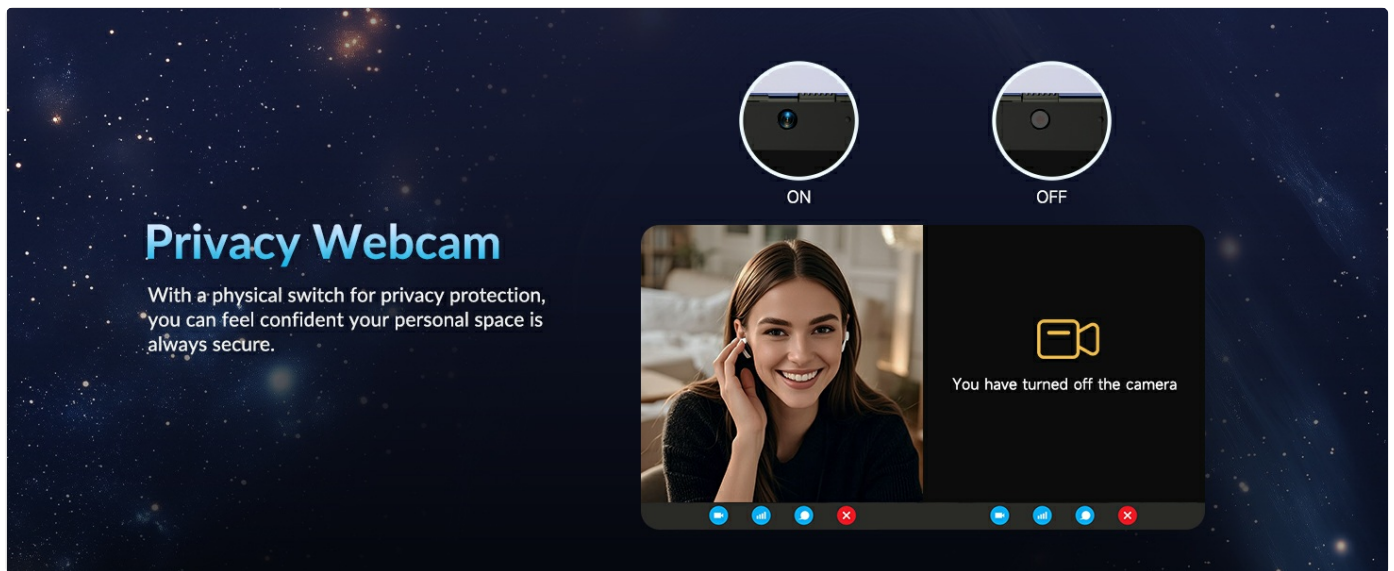 ON
OFF
Privacy Webcam
With a physical switch for privacy protection,
you can feel confident your personal space is
always secure.
You have turned off the camera